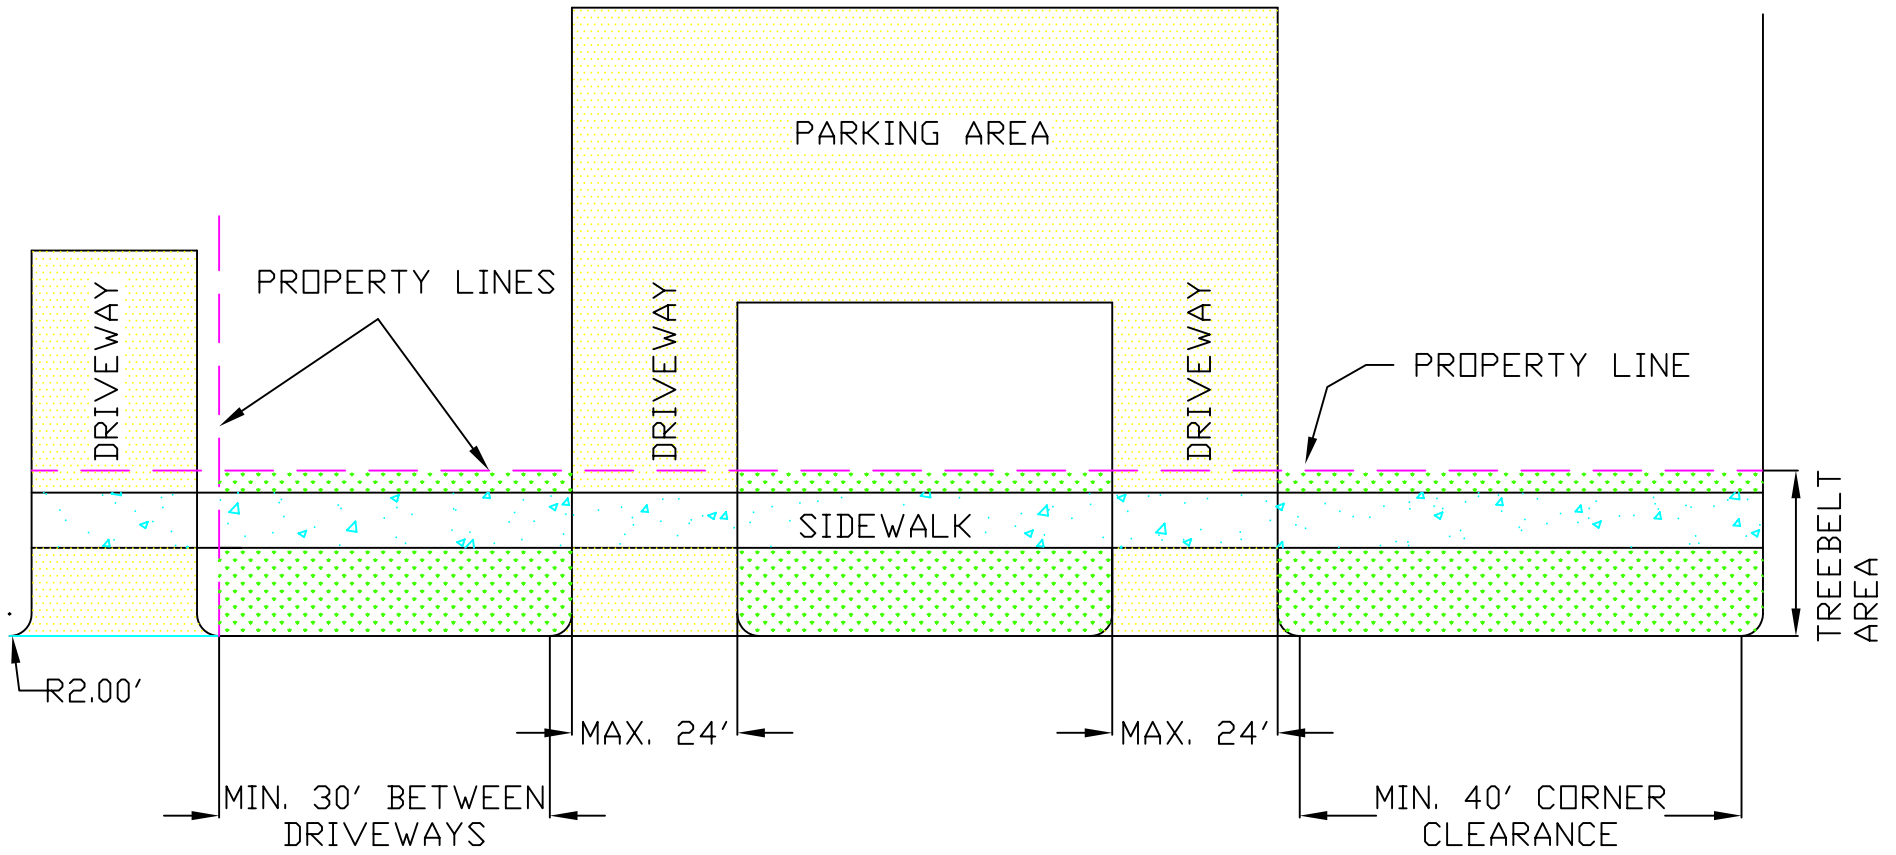 PARKING AREA
PROPERTY LINES
DRIVEWAY
DRIVEWAY
DRIVEWAY
PROPERTY LINE
SIDEWALK
TREEBELT
AREA
R2.00'
MAX. 24'
MAX. 24'
MIN. 30' BETWEEN
DRIVEWAYS
MIN. 40' CORNER
CLEARANCE